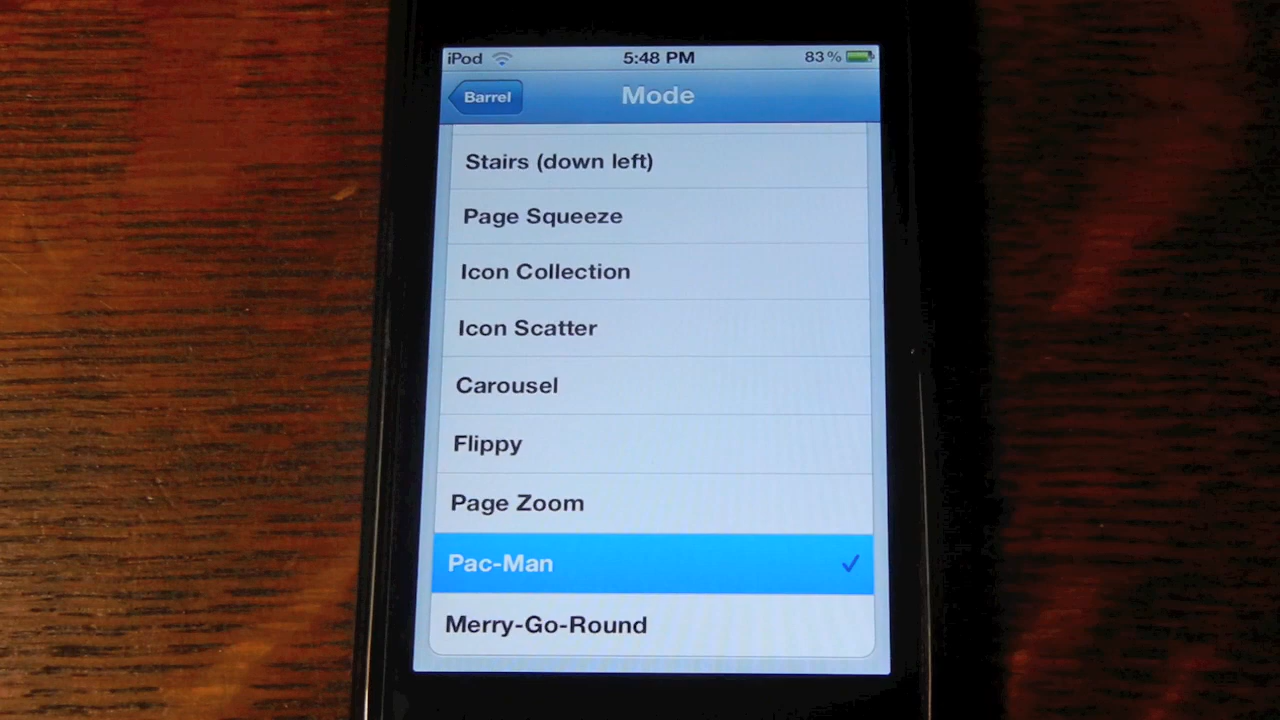 iPod 5:48 PM 83%
Barrel Mode
Stairs (down left)
Page Squeeze
Icon Collection
Icon Scatter
Carousel
Flippy
Page Zoom
Pac-Man
Merry-Go-Round